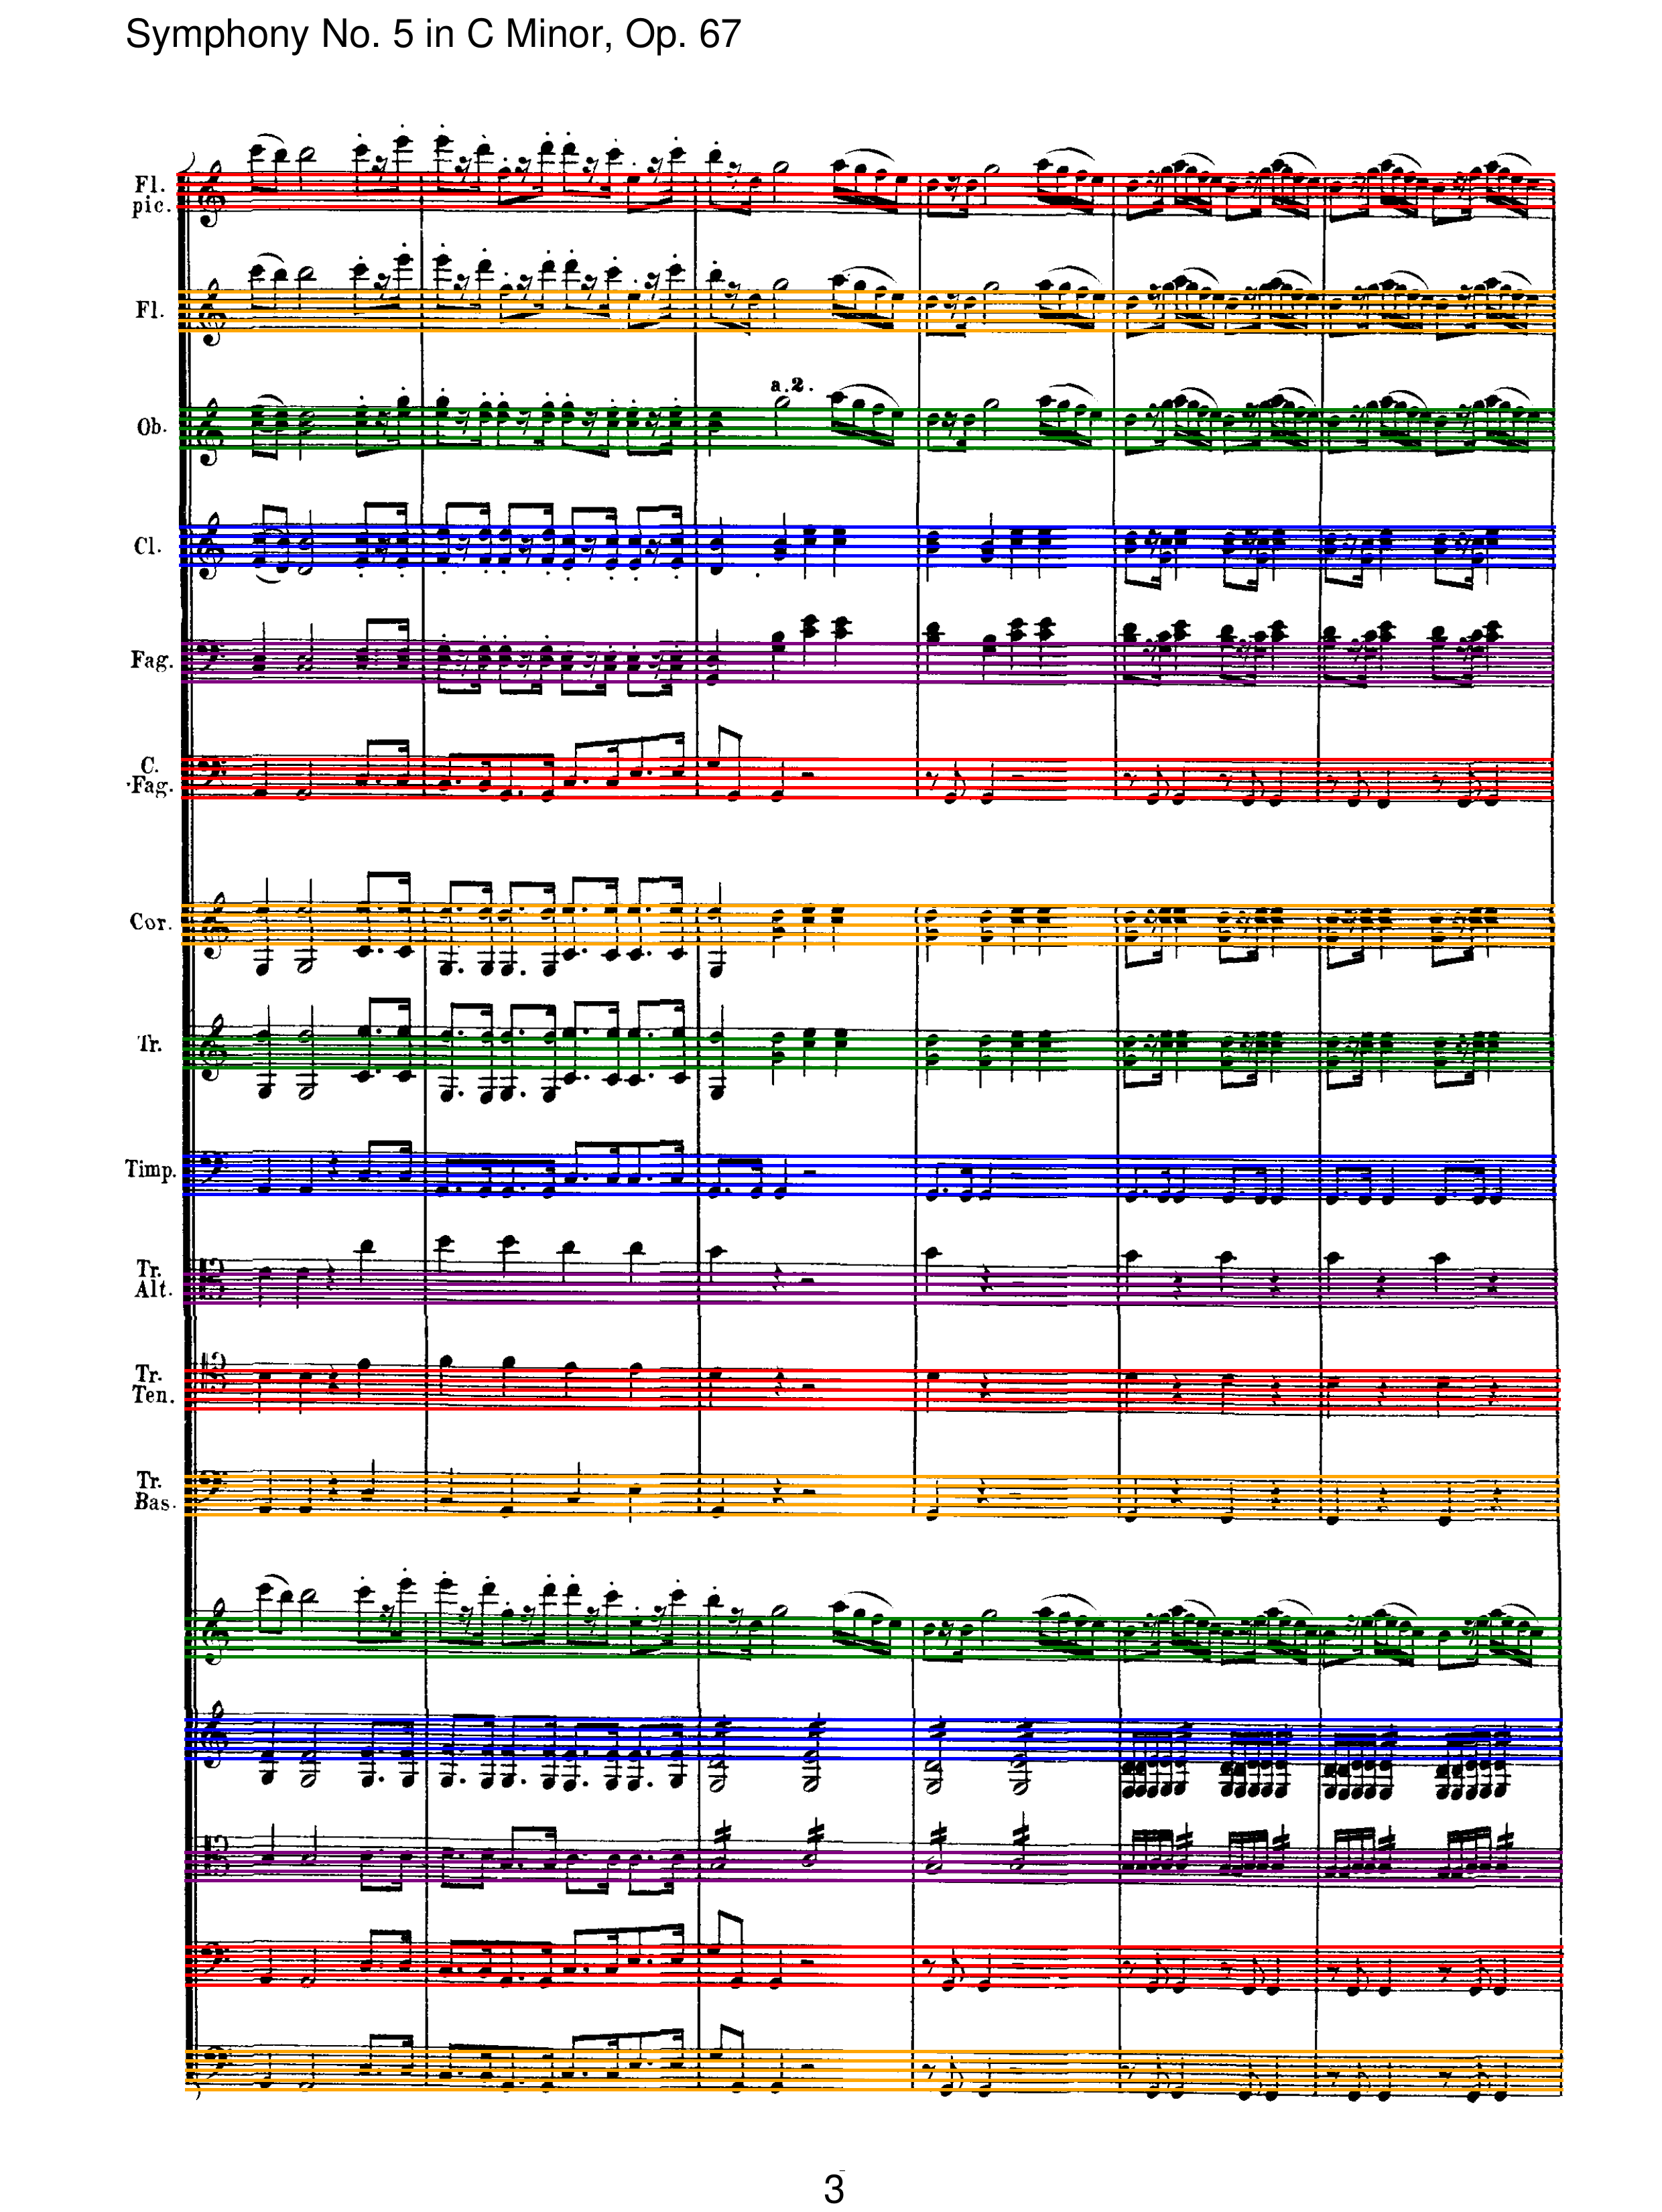 Symphony No. 5 in C Minor, Op. 67
Fl.
pic.
Fl.
a.2.
Ob.
Cl.
Fag.
C.
Fag.
Cor.
Tr.
Timp.
Tr.
Alt.
Tr.
Ten.
Tr.
Bas.
3